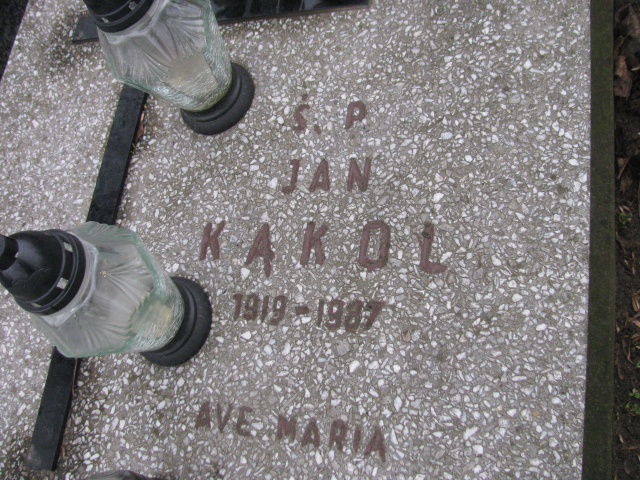 Ś. P.
JAN
KĄKOL
1919-1987
AVE MARIA